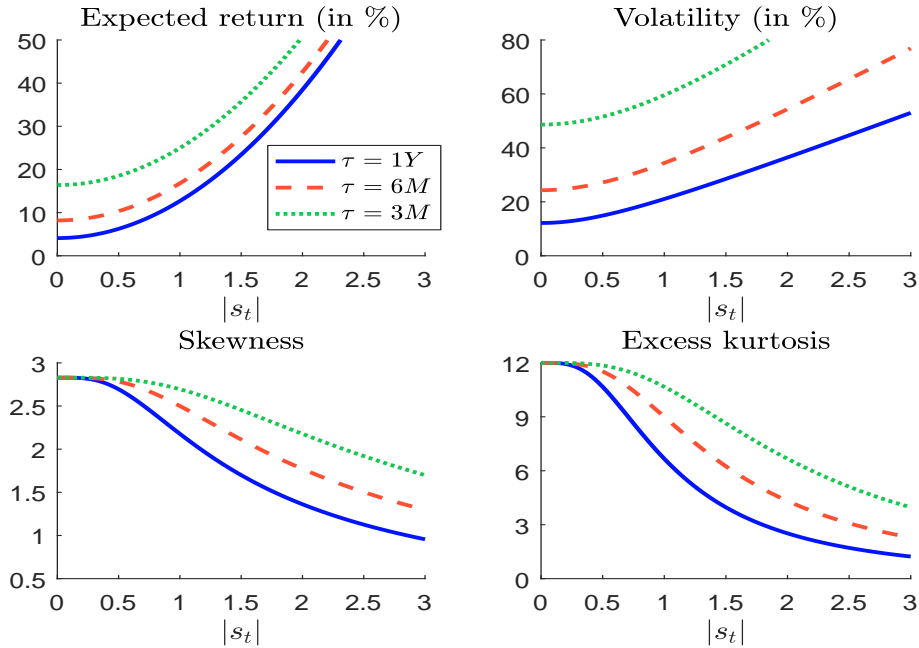 Expected return (in %)
50
40
30
20
10
0
0 0.5 1 1.5 2 2.5 3
|s_t|
τ = 1Y
τ = 6M
τ = 3M
Volatility (in %)
80
60
40
20
0
0 0.5 1 1.5 2 2.5 3
|s_t|
Skewness
3
2.5
2
1.5
1
0.5
0 0.5 1 1.5 2 2.5 3
|s_t|
Excess kurtosis
12
9
6
3
0
0 0.5 1 1.5 2 2.5 3
|s_t|